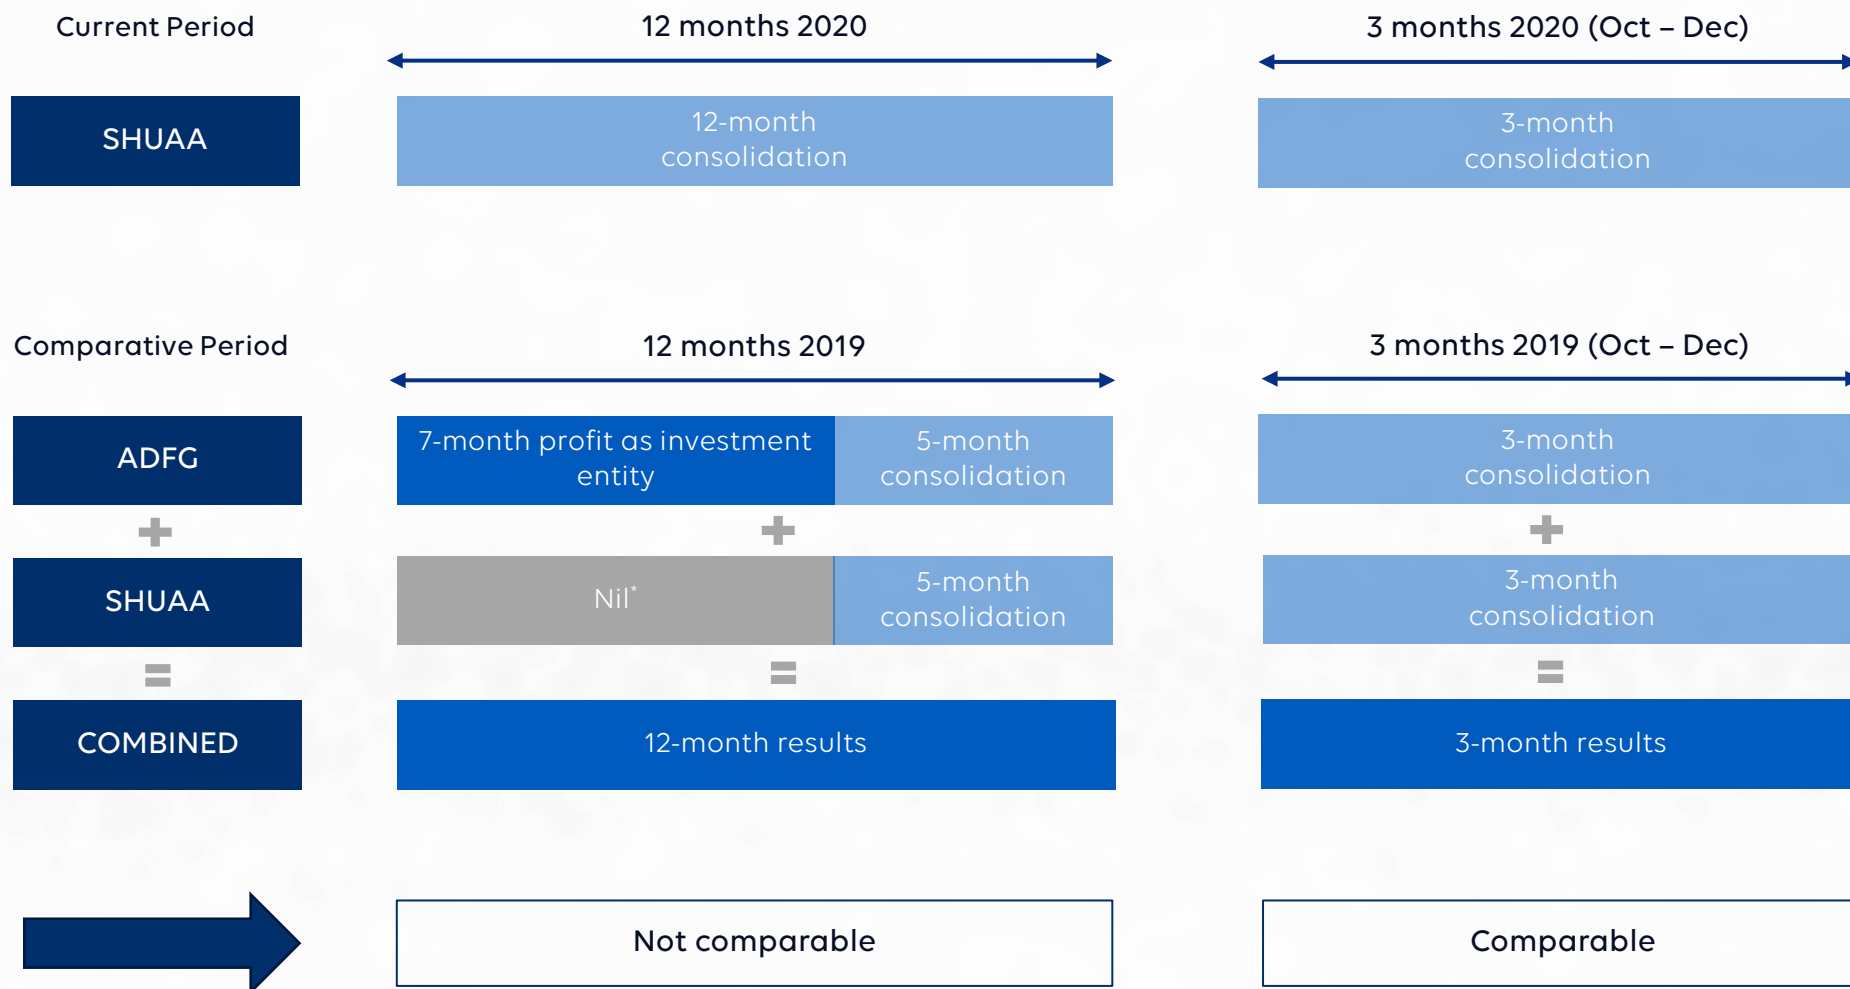 Current Period
12 months 2020
3 months 2020 (Oct – Dec)
SHUAA
12-month
consolidation
3-month
consolidation
Comparative Period
12 months 2019
3 months 2019 (Oct – Dec)
ADFG
7-month profit as investment
entity
5-month
consolidation
3-month
consolidation
+
+
+
SHUAA
Nil*
5-month
consolidation
3-month
consolidation
=
=
=
COMBINED
12-month results
3-month results
Not comparable
Comparable